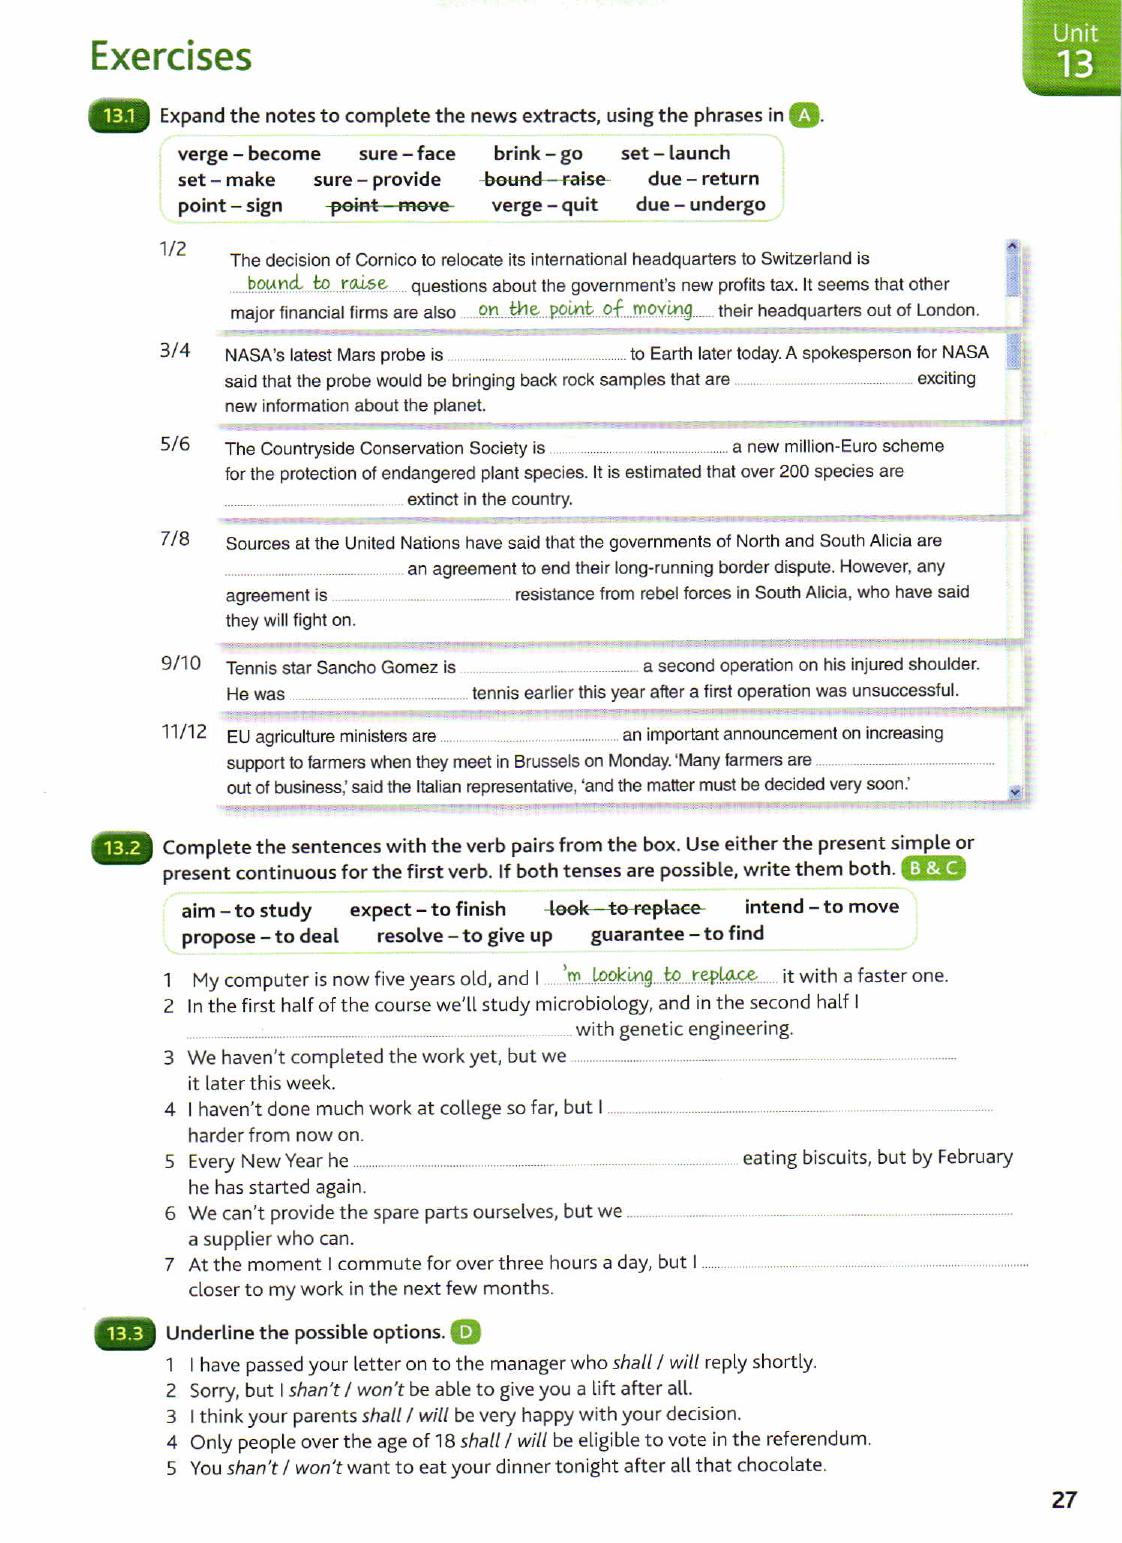 Unit
13
Exercises
13.1 Expand the notes to complete the news extracts, using the phrases in A.
verge – become sure – face brink – go set – launch
set – make sure – provide bound – raise due – return
point – sign point – move verge – quit due – undergo
1/2 The decision of Cornico to relocate its international headquarters to Switzerland is
bound to raise questions about the government's new profits tax. It seems that other
major financial firms are also on the point of moving their headquarters out of London.
3/4 NASA's latest Mars probe is ........ to Earth later today. A spokesperson for NASA
said that the probe would be bringing back rock samples that are ........ exciting
new information about the planet.
5/6 The Countryside Conservation Society is ........ a new million-Euro scheme
for the protection of endangered plant species. It is estimated that over 200 species are
........ extinct in the country.
7/8 Sources at the United Nations have said that the governments of North and South Alicia are
........ an agreement to end their long-running border dispute. However, any
agreement is ........ resistance from rebel forces in South Alicia, who have said
they will fight on.
9/10 Tennis star Sancho Gomez is ........ a second operation on his injured shoulder.
He was ........ tennis earlier this year after a first operation was unsuccessful.
11/12 EU agriculture ministers are ........ an important announcement on increasing
support to farmers when they meet in Brussels on Monday. 'Many farmers are ........
out of business,' said the Italian representative, 'and the matter must be decided very soon.'
13.2 Complete the sentences with the verb pairs from the box. Use either the present simple or
present continuous for the first verb. If both tenses are possible, write them both. B & C
aim – to study expect – to finish look – to replace intend – to move
propose – to deal resolve – to give up guarantee – to find
1 My computer is now five years old, and I 'm looking to replace it with a faster one.
2 In the first half of the course we'll study microbiology, and in the second half I
........ with genetic engineering.
3 We haven't completed the work yet, but we ........
it later this week.
4 I haven't done much work at college so far, but I ........
harder from now on.
5 Every New Year he ........ eating biscuits, but by February
he has started again.
6 We can't provide the spare parts ourselves, but we ........
a supplier who can.
7 At the moment I commute for over three hours a day, but I ........
closer to my work in the next few months.
13.3 Underline the possible options. D
1 I have passed your letter on to the manager who shall / will reply shortly.
2 Sorry, but I shan't / won't be able to give you a lift after all.
3 I think your parents shall / will be very happy with your decision.
4 Only people over the age of 18 shall / will be eligible to vote in the referendum.
5 You shan't / won't want to eat your dinner tonight after all that chocolate.
27